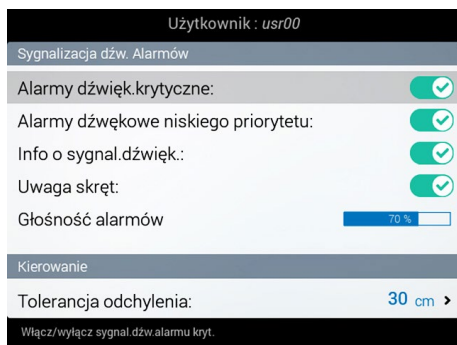 Użytkownik : usr00
Sygnalizacja dźw. Alarmów
Alarmy dźwięk.krytyczne:
Alarmy dźwękowe niskiego priorytetu:
Info o sygnal.dźwięk.:
Uwaga skręt:
Głośność alarmów 70 %
Kierowanie
Tolerancja odchylenia: 30 cm >
Włącz/wyłącz sygnal.dźw.alarmu kryt.